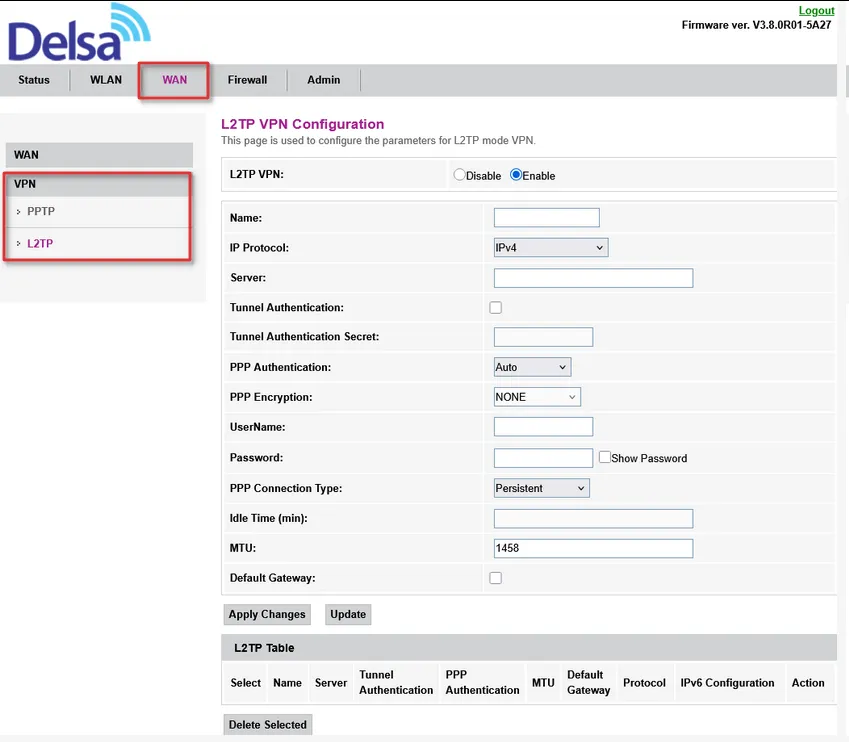 Logout
Firmware ver. V3.8.0R01-5A27
Delsa
Status WLAN WAN Firewall Admin
WAN
VPN
PPTP
L2TP
L2TP VPN Configuration
This page is used to configure the parameters for L2TP mode VPN.
L2TP VPN: Disable Enable
Name:
IP Protocol: IPv4
Server:
Tunnel Authentication:
Tunnel Authentication Secret:
PPP Authentication: Auto
PPP Encryption: NONE
UserName:
Password: Show Password
PPP Connection Type: Persistent
Idle Time (min):
MTU: 1458
Default Gateway:
Apply Changes Update
L2TP Table
Select Name Server Tunnel Authentication PPP Authentication MTU Default Gateway Protocol IPv6 Configuration Action
Delete Selected